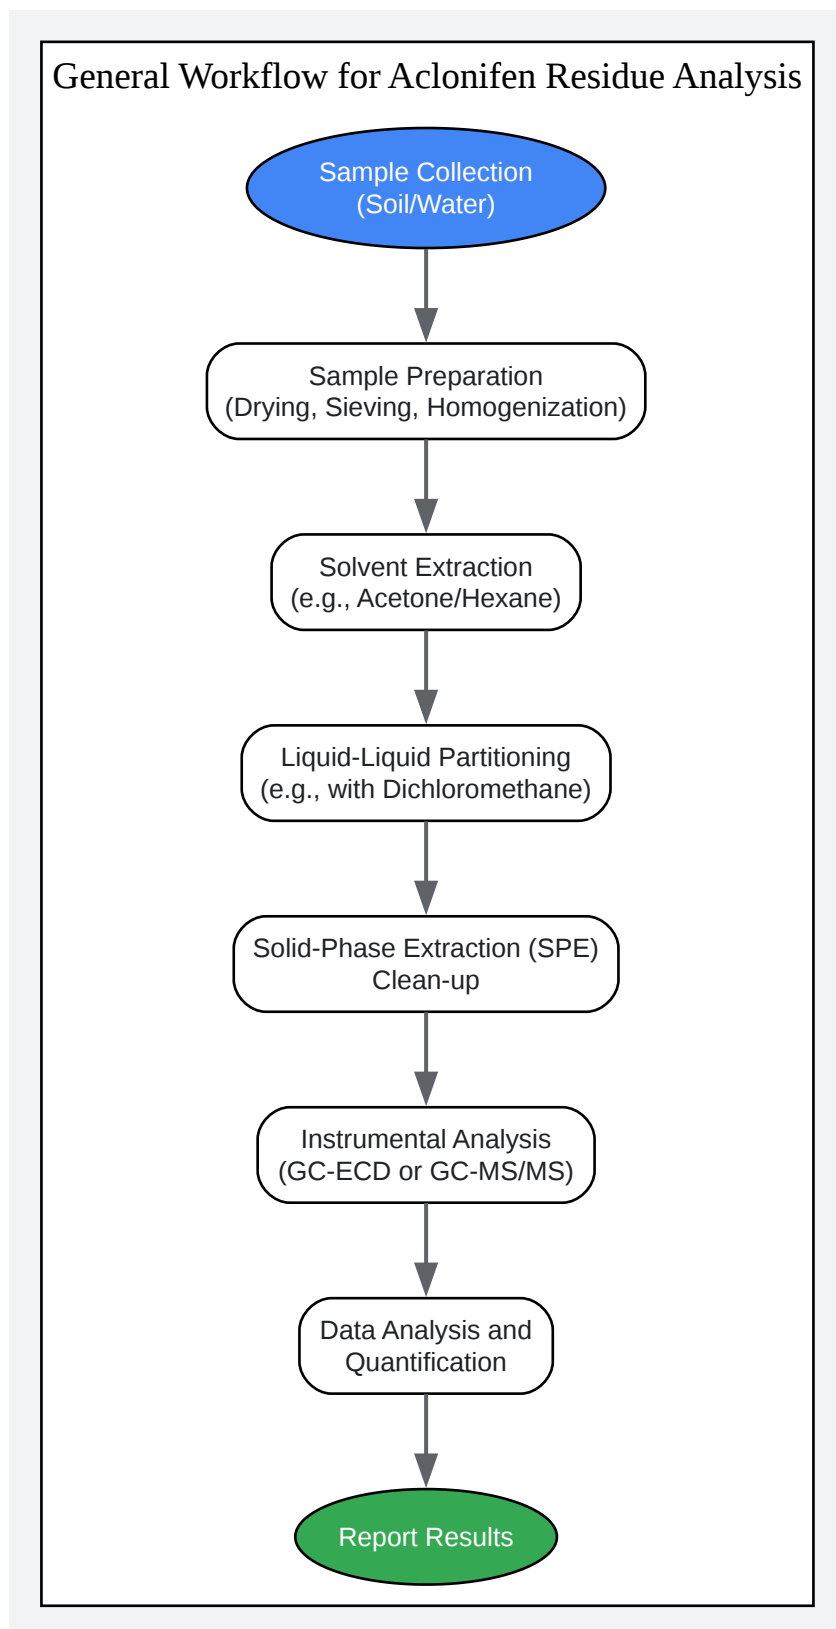 General Workflow for Aclonifen Residue Analysis
Sample Collection
(Soil/Water)
Sample Preparation
(Drying, Sieving, Homogenization)
Solvent Extraction
(e.g., Acetone/Hexane)
Liquid-Liquid Partitioning
(e.g., with Dichloromethane)
Solid-Phase Extraction (SPE)
Clean-up
Instrumental Analysis
(GC-ECD or GC-MS/MS)
Data Analysis and
Quantification
Report Results